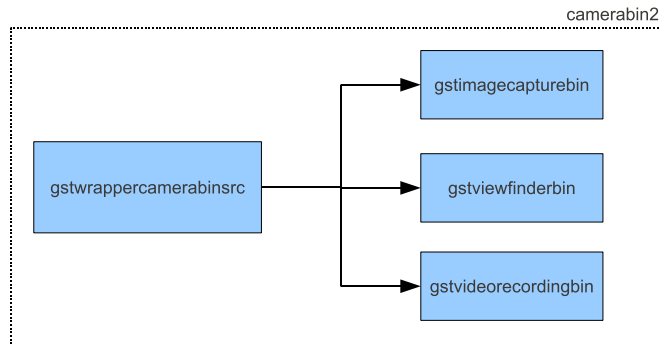 camerabin2
gstimagecapturebin
gstwrappercamerabinsrc
gstviewfinderbin
gstvideorecordingbin